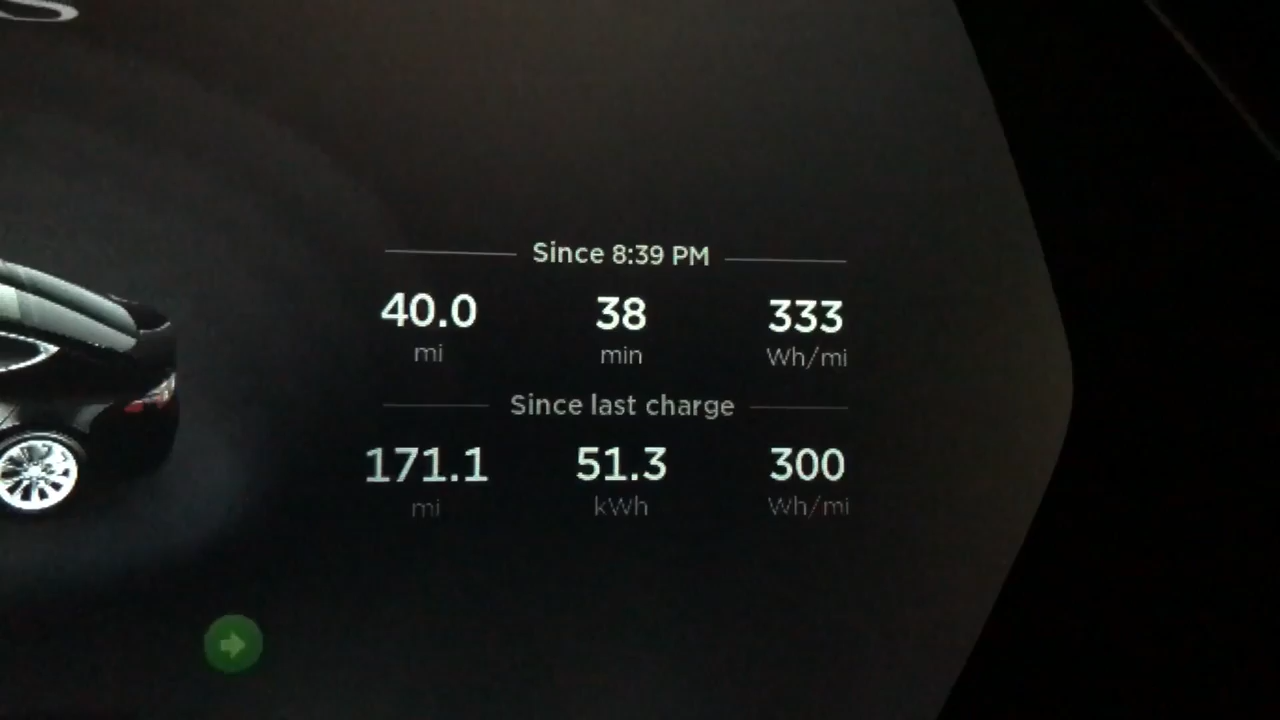 Since 8:39 PM
40.0 38 333
mi min Wh/mi
Since last charge
171.1 51.3 300
mi kWh Wh/mi